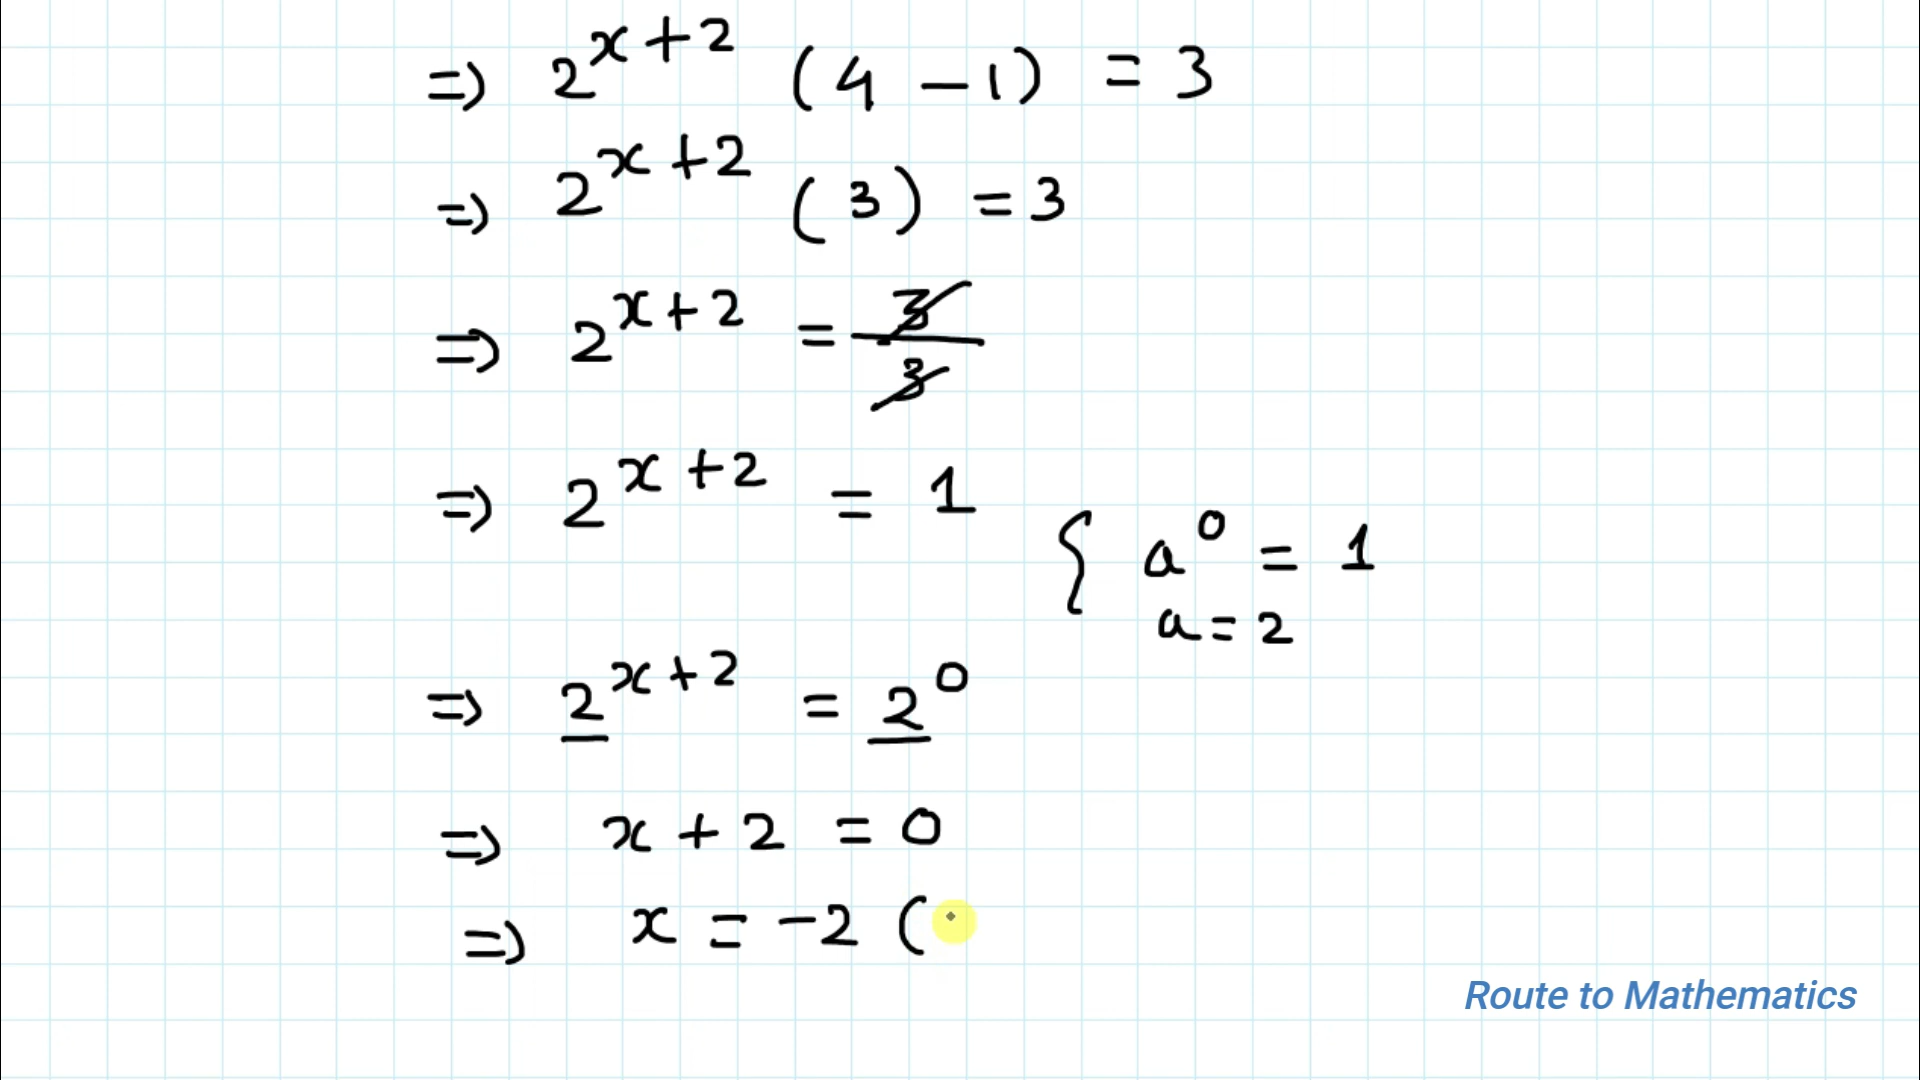 => 2^{x+2} (4 - 1) = 3
=> 2^{x+2} (3) = 3
=> 2^{x+2} = 3/3
=> 2^{x+2} = 1
{ a^0 = 1
a = 2
=> 2^{x+2} = 2^0
=> x + 2 = 0
=> x = -2 (
Route to Mathematics